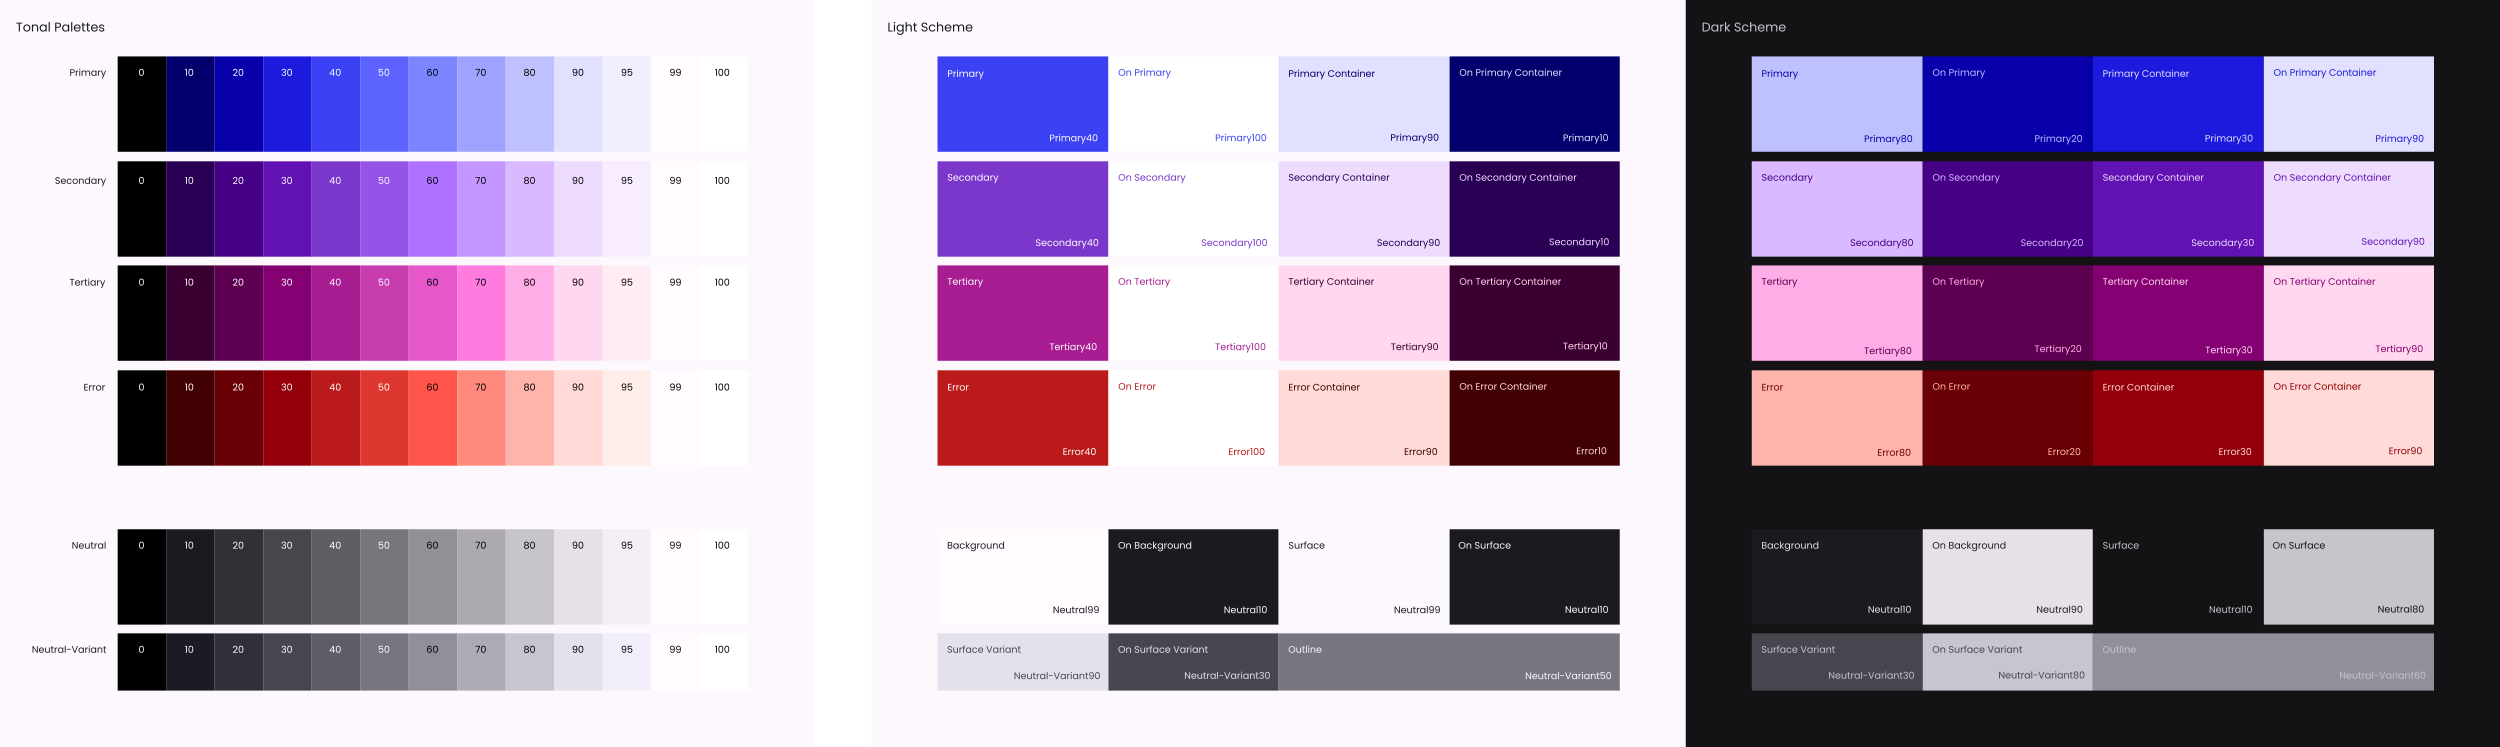 Tonal Palettes
Primary 0 10 20 30 40 50 60 70 80 90 95 99 100
Secondary 0 10 20 30 40 50 60 70 80 90 95 99 100
Tertiary 0 10 20 30 40 50 60 70 80 90 95 99 100
Error 0 10 20 30 40 50 60 70 80 90 95 99 100
Neutral 0 10 20 30 40 50 60 70 80 90 95 99 100
Neutral-Variant 0 10 20 30 40 50 60 70 80 90 95 99 100
Light Scheme
Primary On Primary Primary Container On Primary Container
Primary40 Primary100 Primary90 Primary10
Secondary On Secondary Secondary Container On Secondary Container
Secondary40 Secondary100 Secondary90 Secondary10
Tertiary On Tertiary Tertiary Container On Tertiary Container
Tertiary40 Tertiary100 Tertiary90 Tertiary10
Error On Error Error Container On Error Container
Error40 Error100 Error90 Error10
Background On Background Surface On Surface
Neutral99 Neutral10 Neutral99 Neutral10
Surface Variant On Surface Variant Outline
Neutral-Variant90 Neutral-Variant30 Neutral-Variant50
Dark Scheme
Primary On Primary Primary Container On Primary Container
Primary80 Primary20 Primary30 Primary90
Secondary On Secondary Secondary Container On Secondary Container
Secondary80 Secondary20 Secondary30 Secondary90
Tertiary On Tertiary Tertiary Container On Tertiary Container
Tertiary80 Tertiary20 Tertiary30 Tertiary90
Error On Error Error Container On Error Container
Error80 Error20 Error30 Error90
Background On Background Surface On Surface
Neutral10 Neutral90 Neutral10 Neutral80
Surface Variant On Surface Variant Outline
Neutral-Variant30 Neutral-Variant80 Neutral-Variant60